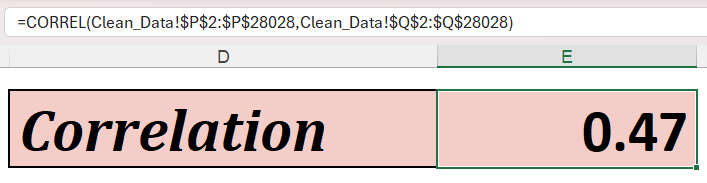 =CORREL(Clean_Data!$P$2:$P$28028,Clean_Data!$Q$2:$Q$28028)
D E
Correlation 0.47